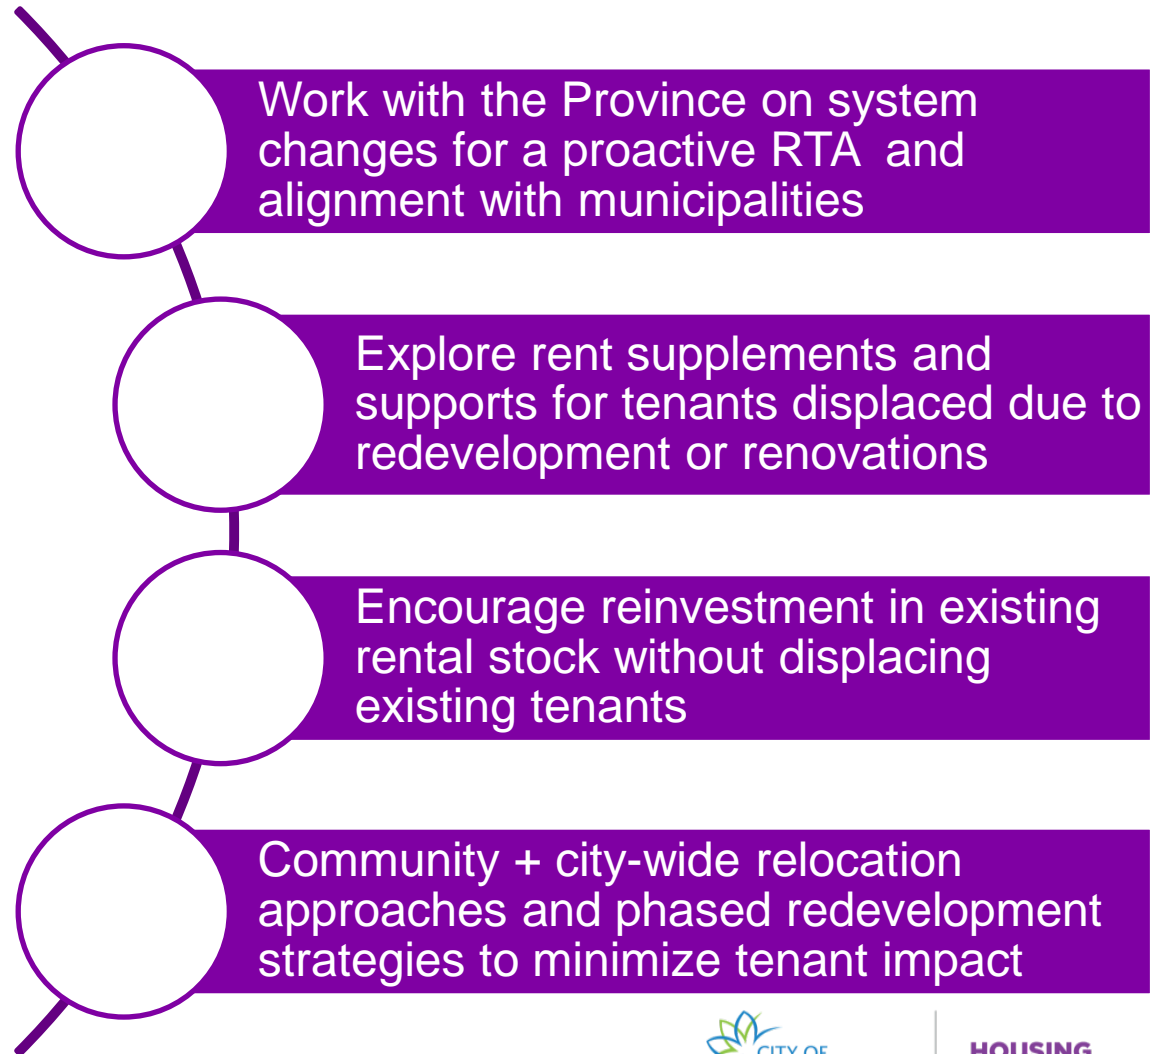 Work with the Province on system
changes for a proactive RTA  and
alignment with municipalities
Explore rent supplements and
supports for tenants displaced due to
redevelopment or renovations
Encourage reinvestment in existing
rental stock without displacing
existing tenants
Community + city-wide relocation
approaches and phased redevelopment
strategies to minimize tenant impact
CITY OF
HOUSING